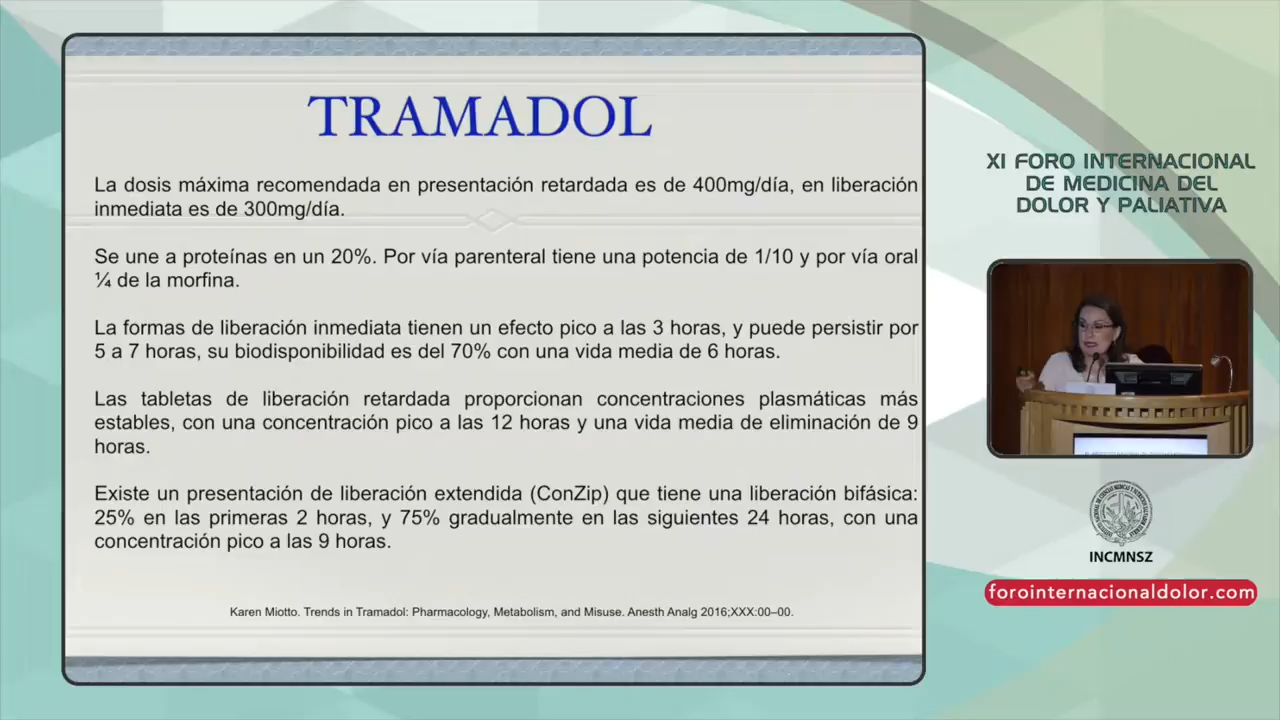 TRAMADOL
La dosis máxima recomendada en presentación retardada es de 400mg/día, en liberación
inmediata es de 300mg/día.
Se une a proteínas en un 20%. Por vía parenteral tiene una potencia de 1/10 y por vía oral
¼ de la morfina.
La formas de liberación inmediata tienen un efecto pico a las 3 horas, y puede persistir por
5 a 7 horas, su biodisponibilidad es del 70% con una vida media de 6 horas.
Las tabletas de liberación retardada proporcionan concentraciones plasmáticas más
estables, con una concentración pico a las 12 horas y una vida media de eliminación de 9
horas.
Existe un presentación de liberación extendida (ConZip) que tiene una liberación bifásica:
25% en las primeras 2 horas, y 75% gradualmente en las siguientes 24 horas, con una
concentración pico a las 9 horas.
Karen Miotto. Trends in Tramadol: Pharmacology, Metabolism, and Misuse. Anesth Analg 2016;XXX:00–00.
XI FORO INTERNACIONAL
DE MEDICINA DEL
DOLOR Y PALIATIVA
INCMNSZ
forointernacionaldolor.com